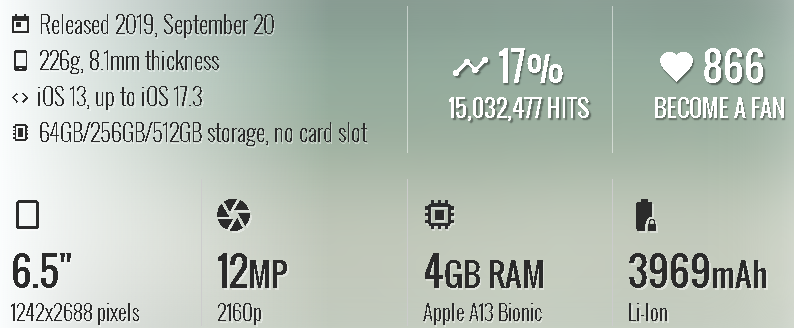 Released 2019, September 20
226g, 8.1mm thickness
iOS 13, up to iOS 17.3
64GB/256GB/512GB storage, no card slot
17%
15,032,477 HITS
866
BECOME A FAN
6.5"
1242x2688 pixels
12MP
2160p
4GB RAM
Apple A13 Bionic
3969mAh
Li-Ion